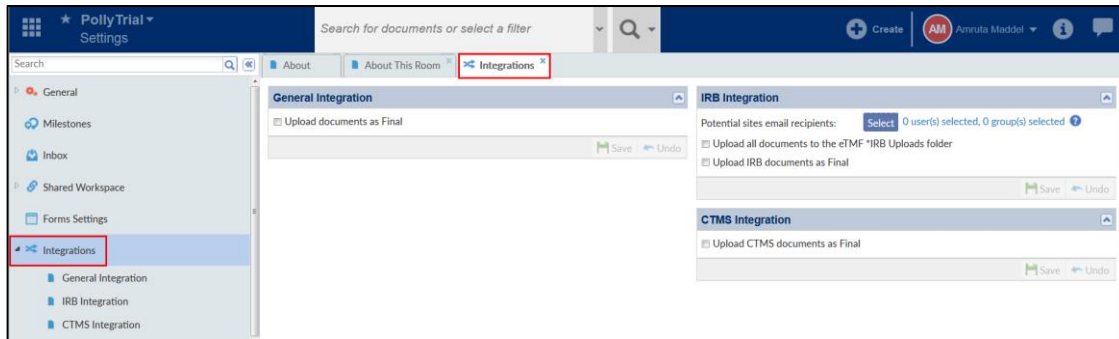 PollyTrial
Settings
Search for documents or select a filter
Create
AM
Amruta Maddel
Search
General
Milestones
Inbox
Shared Workspace
Forms Settings
Integrations
General Integration
IRB Integration
CTMS Integration
About
About This Room
Integrations
General Integration
Upload documents as Final
Save
Undo
IRB Integration
Potential sites email recipients: Select 0 user(s) selected, 0 group(s) selected ?
Upload all documents to the eTMF *IRB Uploads folder
Upload IRB documents as Final
Save
Undo
CTMS Integration
Upload CTMS documents as Final
Save
Undo